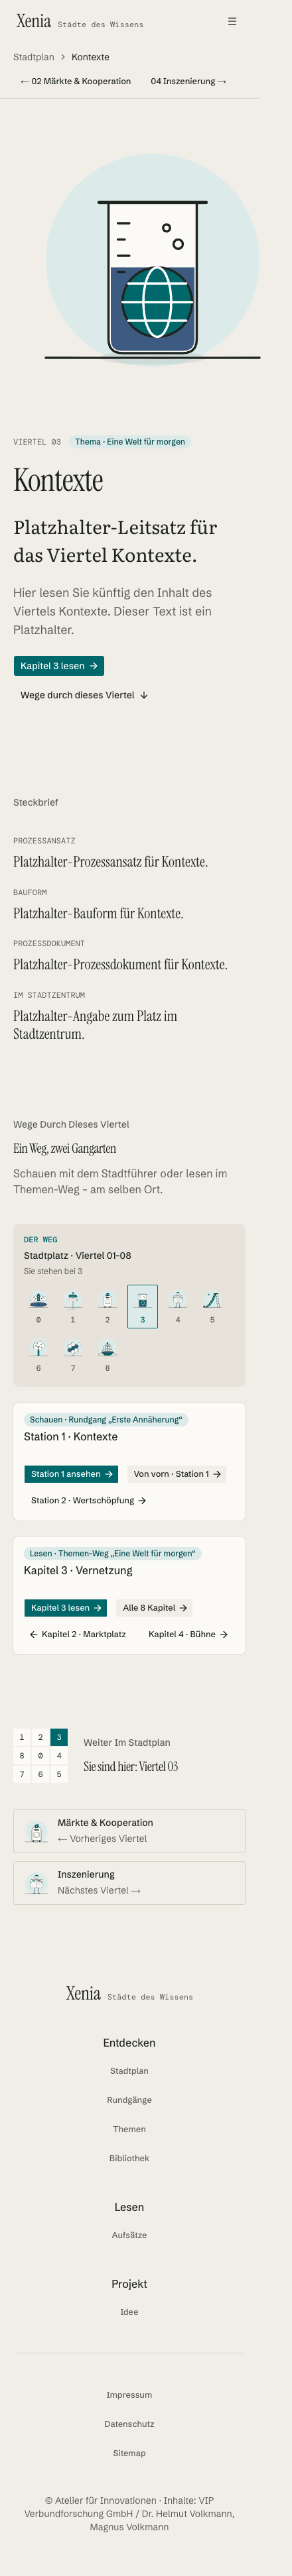 Xenia Städte des Wissens
Stadtplan > Kontexte
← 02 Märkte & Kooperation 04 Inszenierung →
VIERTEL 03 Thema · Eine Welt für morgen
Kontexte
Platzhalter-Leitsatz für
das Viertel Kontexte.
Hier lesen Sie künftig den Inhalt des
Viertels Kontexte. Dieser Text ist ein
Platzhalter.
Kapitel 3 lesen →
Wege durch dieses Viertel ↓
Steckbrief
PROZESSANSATZ
Platzhalter-Prozessansatz für Kontexte.
BAUFORM
Platzhalter-Bauform für Kontexte.
PROZESSDOKUMENT
Platzhalter-Prozessdokument für Kontexte.
IM STADTZENTRUM
Platzhalter-Angabe zum Platz im
Stadtzentrum.
Wege Durch Dieses Viertel
Ein Weg, zwei Gangarten
Schauen mit dem Stadtführer oder lesen im
Themen-Weg – am selben Ort.
DER WEG
Stadtplan · Viertel 01–08
Sie stehen bei 3
0 1 2 3 4 5
6 7 8
Schauen · Rundgang „Erste Annäherung“
Station 1 · Kontexte
Station 1 ansehen → Von vorn · Station 1 →
Station 2 · Wertschöpfung →
Lesen · Themen-Weg „Eine Welt für morgen“
Kapitel 3 · Vernetzung
Kapitel 3 lesen → Alle 8 Kapitel →
← Kapitel 2 · Marktplatz Kapitel 4 · Bühne →
1 2 3
8 0 4
7 6 5
Weiter Im Stadtplan
Sie sind hier: Viertel 03
Märkte & Kooperation
← Vorheriges Viertel
Inszenierung
Nächstes Viertel →
Xenia Städte des Wissens
Entdecken
Stadtplan
Rundgänge
Themen
Bibliothek
Lesen
Aufsätze
Projekt
Idee
Impressum
Datenschutz
Sitemap
© Atelier für Innovationen · Inhalte: VIP
Verbundforschung GmbH / Dr. Helmut Volkmann,
Magnus Volkmann